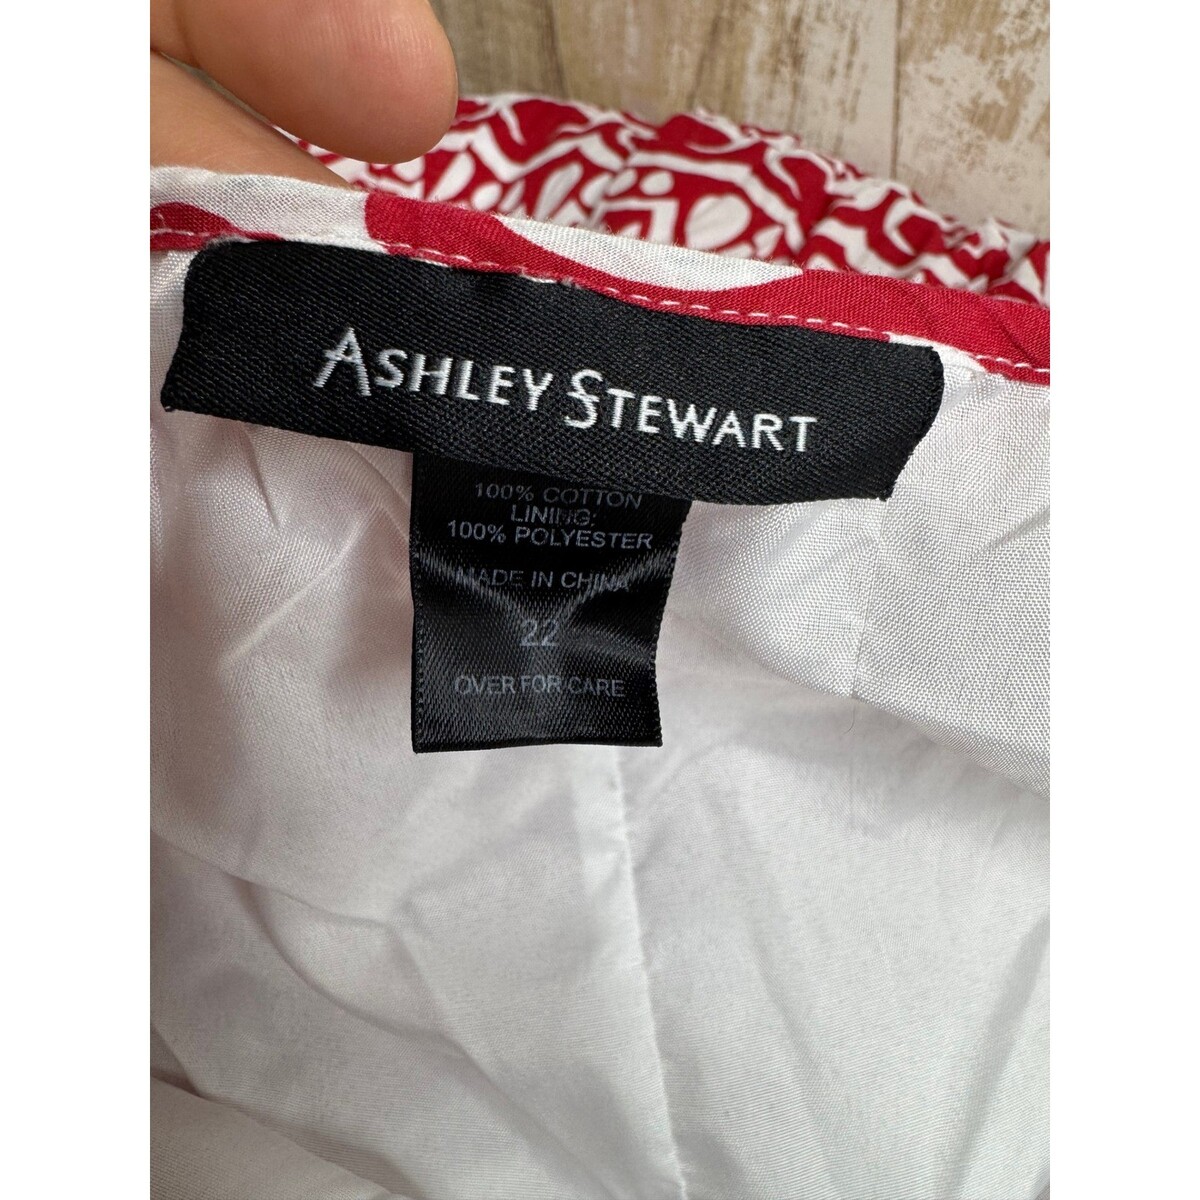 ASHLEY STEWART
100% COTTON
LINING:
100% POLYESTER
MADE IN CHINA
22
OVER FOR CARE